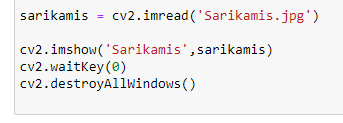 sarikamis = cv2.imread('Sarikamis.jpg')
cv2.imshow('Sarikamis',sarikamis)
cv2.waitKey(0)
cv2.destroyAllWindows()